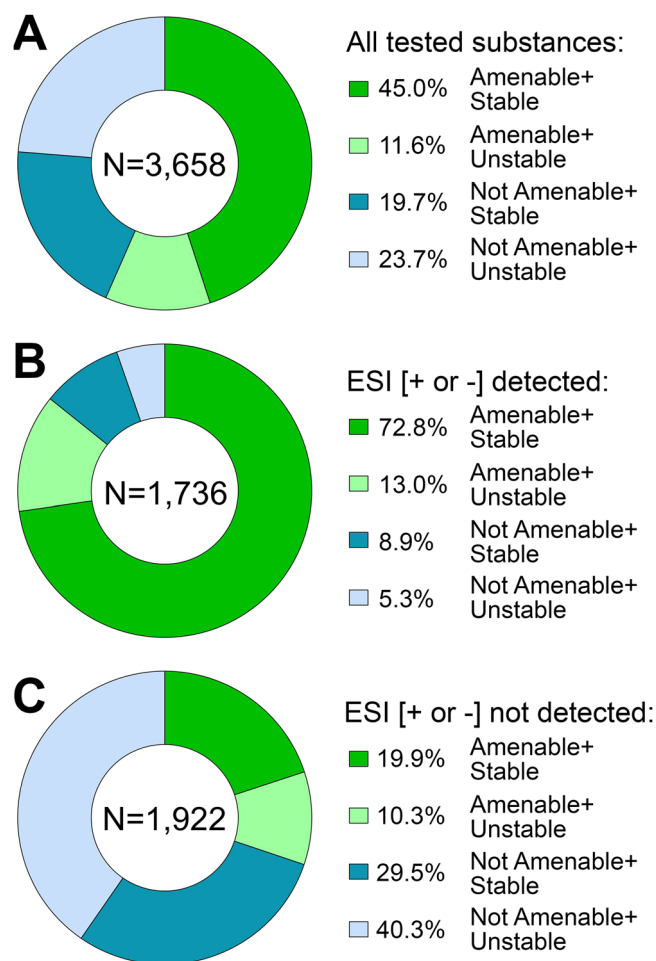 A
N=3,658
All tested substances:
45.0% Amenable+
Stable
11.6% Amenable+
Unstable
19.7% Not Amenable+
Stable
23.7% Not Amenable+
Unstable
B
N=1,736
ESI [+ or -] detected:
72.8% Amenable+
Stable
13.0% Amenable+
Unstable
8.9% Not Amenable+
Stable
5.3% Not Amenable+
Unstable
C
N=1,922
ESI [+ or -] not detected:
19.9% Amenable+
Stable
10.3% Amenable+
Unstable
29.5% Not Amenable+
Stable
40.3% Not Amenable+
Unstable